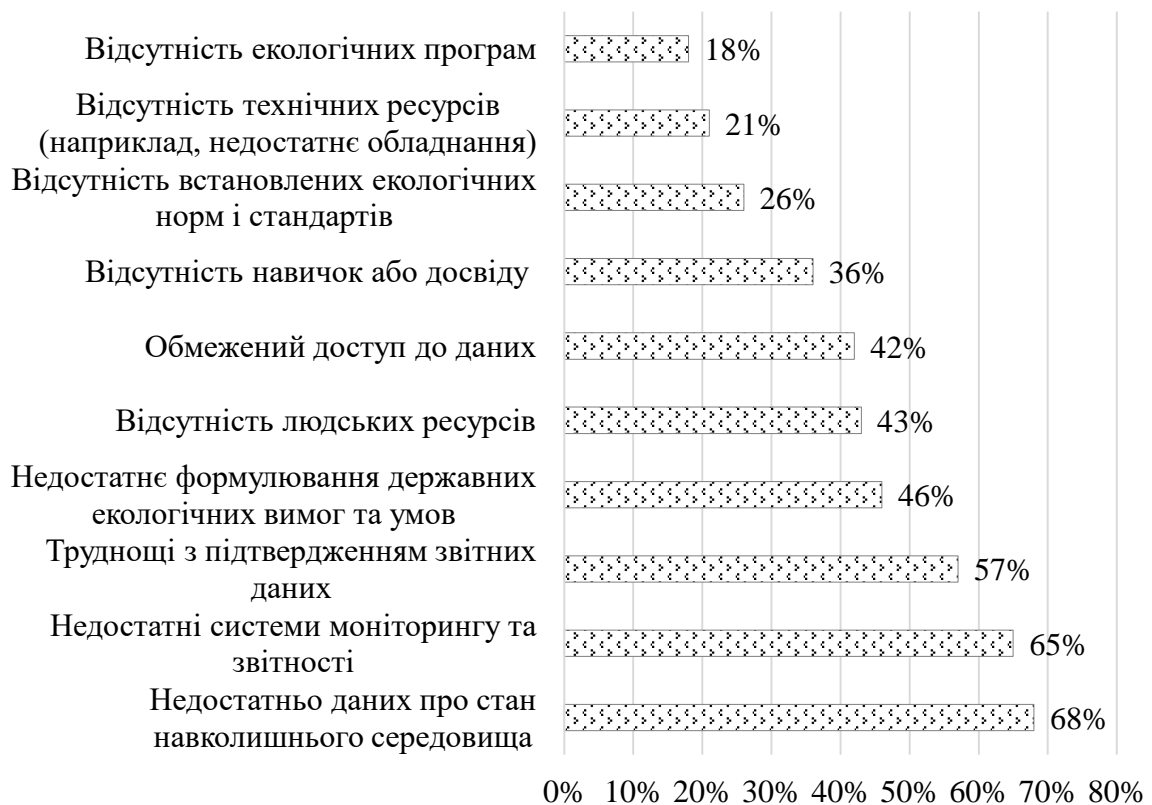 Відсутність екологічних програм
18%
Відсутність технічних ресурсів
(наприклад, недостатнє обладнання)
21%
Відсутність встановлених екологічних
норм і стандартів
26%
Відсутність навичок або досвіду
36%
Обмежений доступ до даних
42%
Відсутність людських ресурсів
43%
Недостатнє формулювання державних
екологічних вимог та умов
46%
Труднощі з підтвердженням звітних
даних
57%
Недостатні системи моніторингу та
звітності
65%
Недостатньо даних про стан
навколишнього середовища
68%
0% 10% 20% 30% 40% 50% 60% 70% 80%